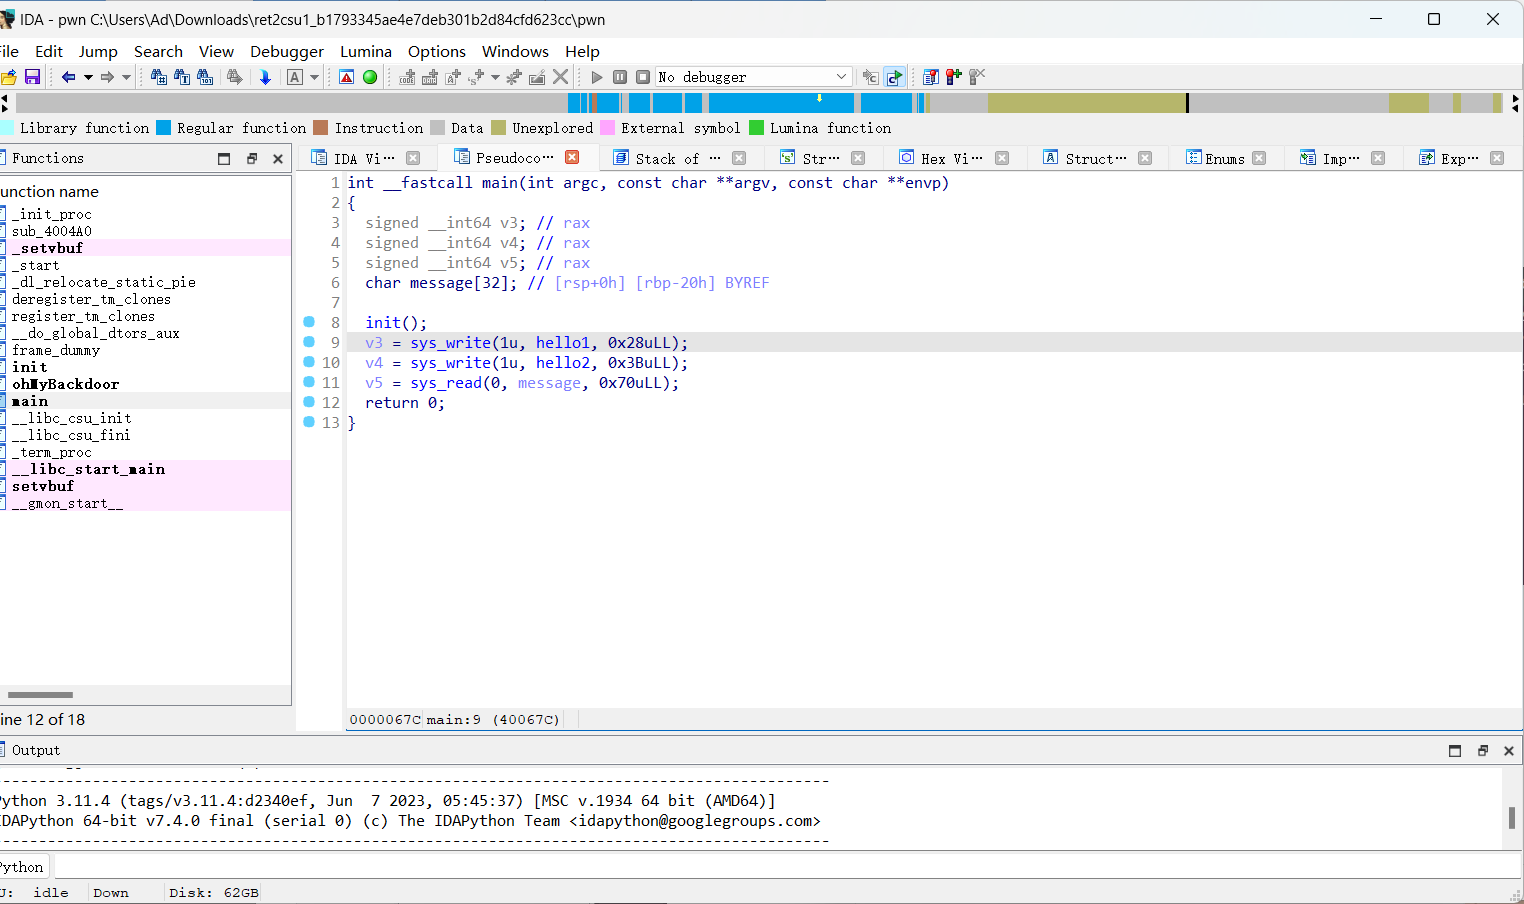 IDA - pwn C:\Users\Ad\Downloads\ret2csu1_b1793345ae4e7deb301b2d84cfd623cc\pwn
ile Edit Jump Search View Debugger Lumina Options Windows Help
No debugger
Library function Regular function Instruction Data Unexplored External symbol Lumina function
Functions
IDA Vi··· Pseudoco··· Stack of ··· Str··· Hex Vi··· Struct··· Enums Imp··· Exp···
unction name
_init_proc
sub_4004A0
_setvbuf
_start
_dl_relocate_static_pie
deregister_tm_clones
register_tm_clones
__do_global_dtors_aux
frame_dummy
init
ohMyBackdoor
main
__libc_csu_init
__libc_csu_fini
_term_proc
__libc_start_main
setvbuf
__gmon_start__
ine 12 of 18
1 int __fastcall main(int argc, const char **argv, const char **envp)
2 {
3 signed __int64 v3; // rax
4 signed __int64 v4; // rax
5 signed __int64 v5; // rax
6 char message[32]; // [rsp+0h] [rbp-20h] BYREF
7
8 init();
9 v3 = sys_write(1u, hello1, 0x28uLL);
10 v4 = sys_write(1u, hello2, 0x3BuLL);
11 v5 = sys_read(0, message, 0x70uLL);
12 return 0;
13 }
0000067C main:9 (40067C)
Output
---------------------------------------------------------------------------------------------
ython 3.11.4 (tags/v3.11.4:d2340ef, Jun  7 2023, 05:45:37) [MSC v.1934 64 bit (AMD64)]
DAPython 64-bit v7.4.0 final (serial 0) (c) The IDAPython Team <idapython@googlegroups.com>
---------------------------------------------------------------------------------------------
Python
U: idle Down Disk: 62GB